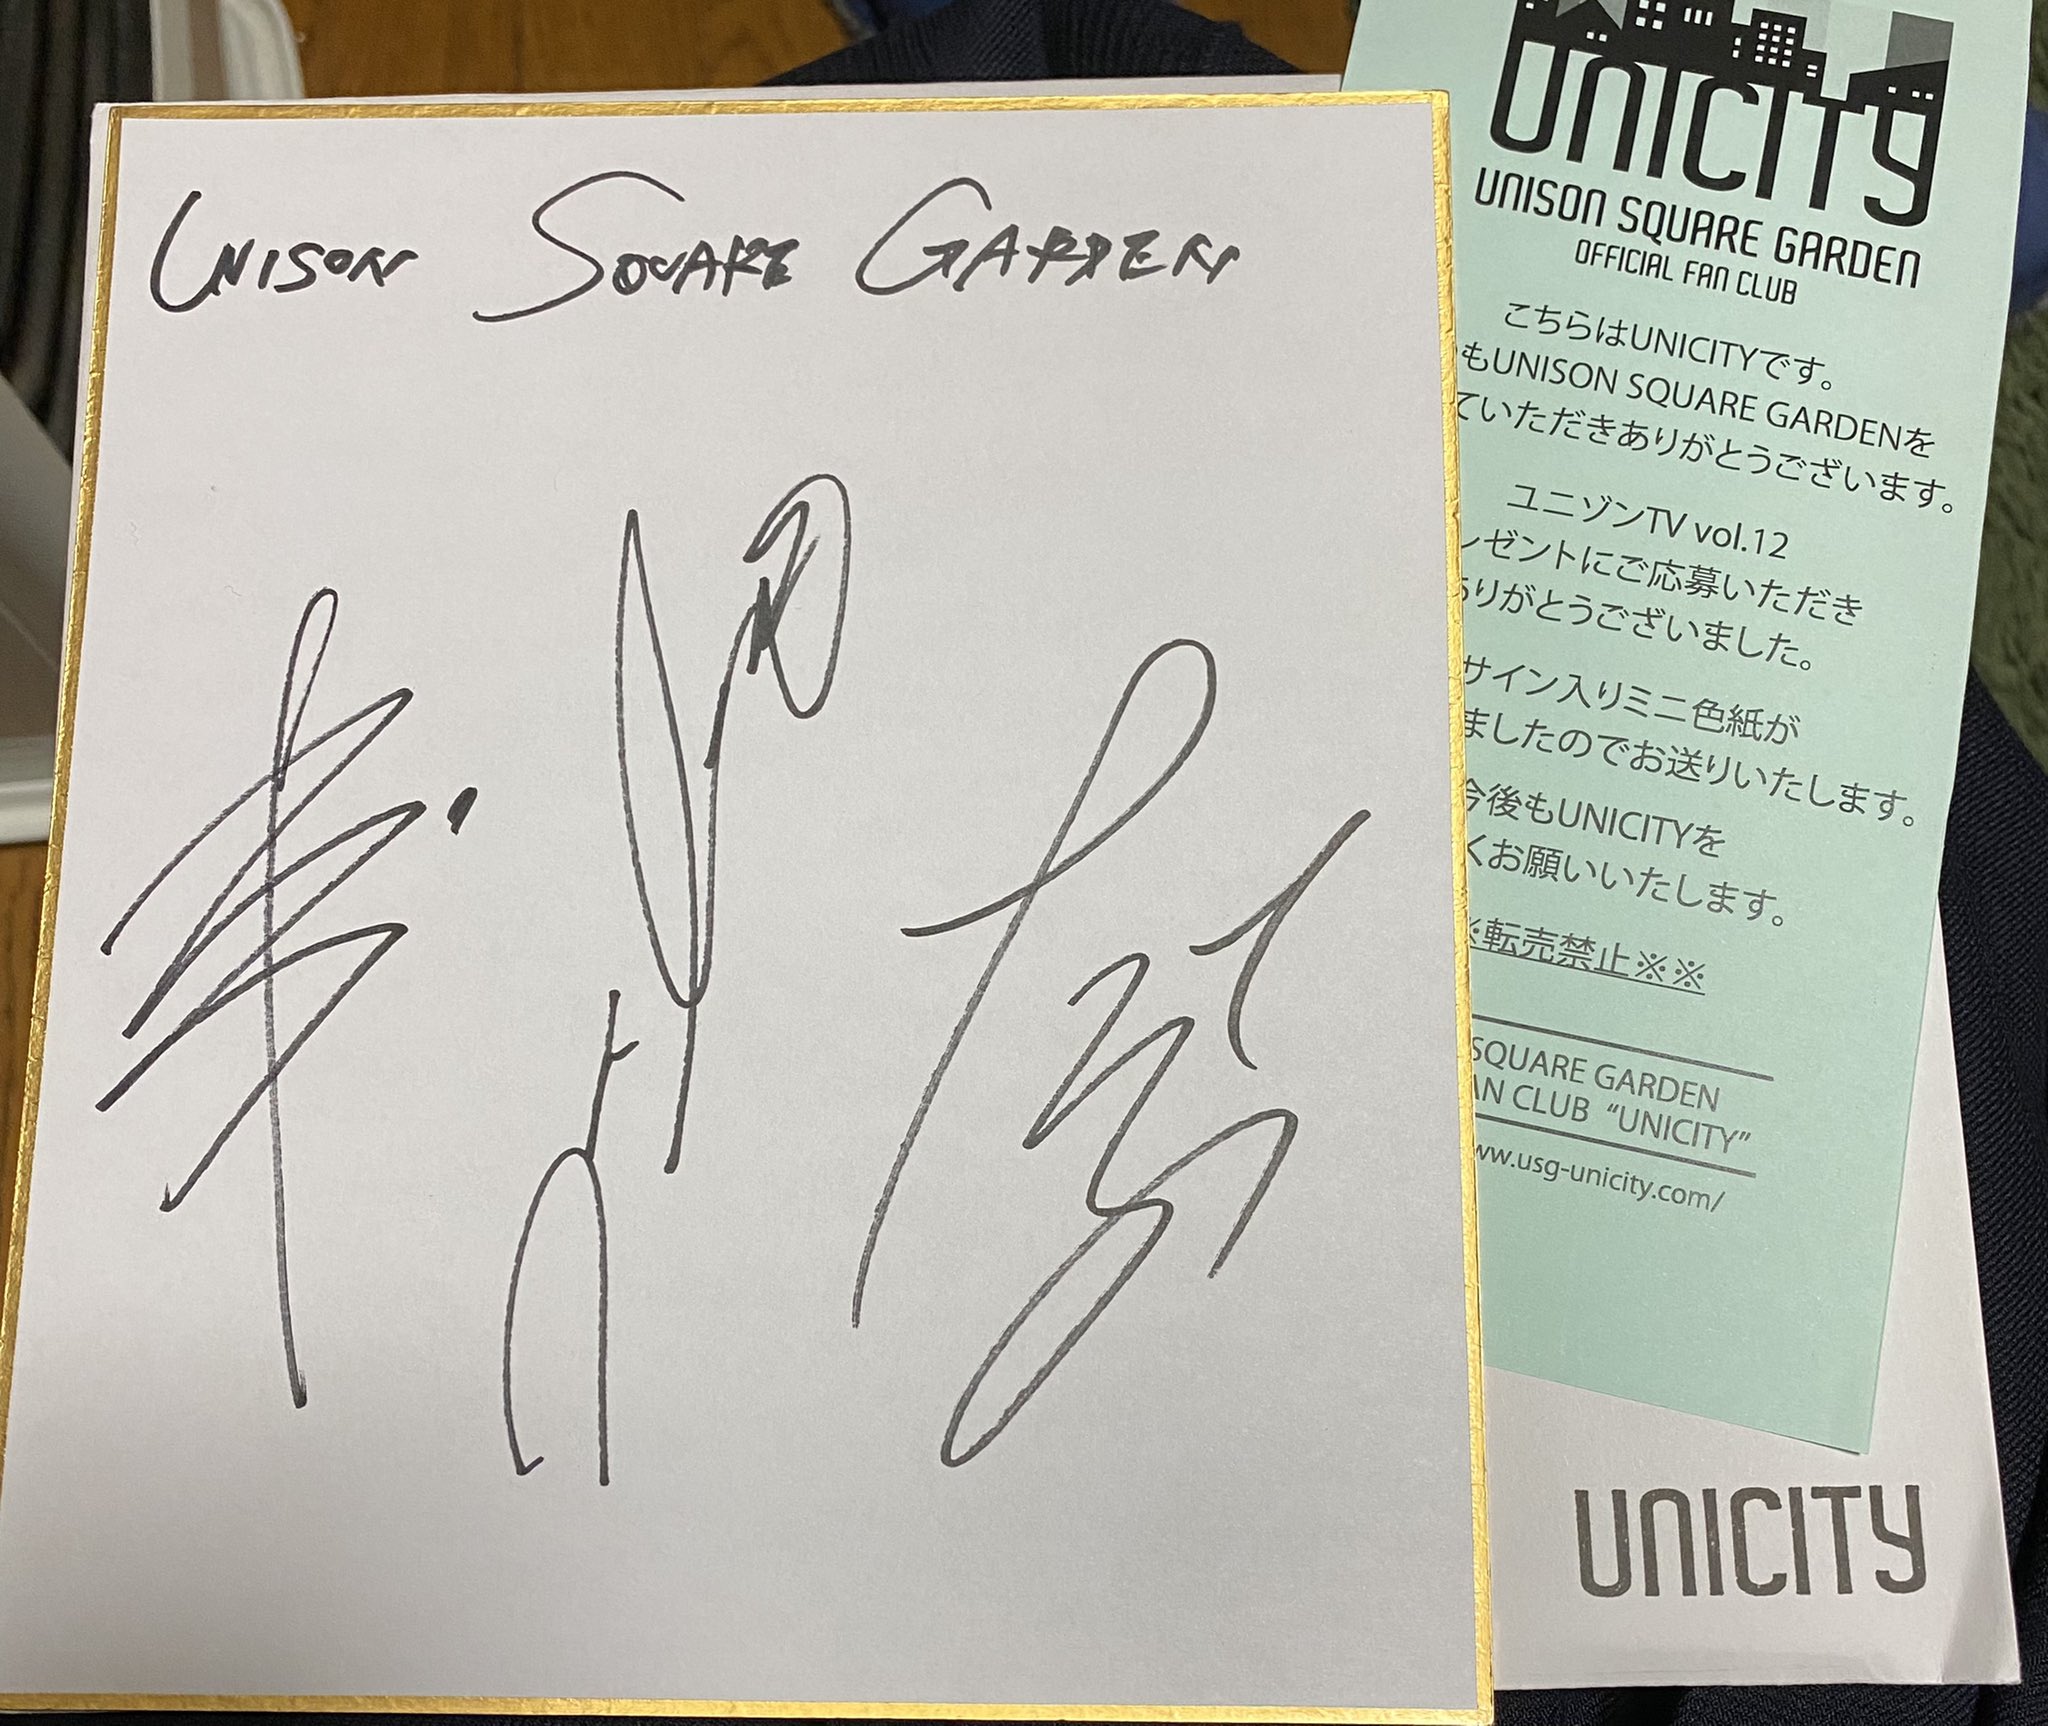 UNISON SQUARE GARDEN
UNICITY
UNISON SQUARE GARDEN
OFFICIAL FAN CLUB
こちらはUNICITYです。
もUNISON SQUARE GARDENを
ていただきありがとうございます。
ユニゾンTV vol.12
レゼントにご応募いただき
ありがとうございました。
サイン入りミニ色紙が
ましたのでお送りいたします。
今後もUNICITYを
くお願いいたします。
※転売禁止※※
SQUARE GARDEN
AN CLUB "UNICITY"
ww.usg-unicity.com/
UNICITY